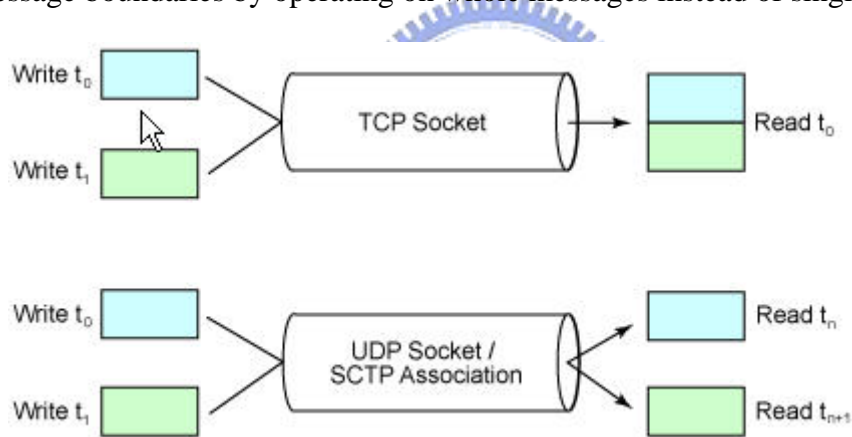 message boundaries by operating on whole messages instead of single
Write t₀
TCP Socket
Read t₀
Write t₁
Write t₀
Read tₙ
UDP Socket /
SCTP Association
Write t₁
Read tₙ₊₁